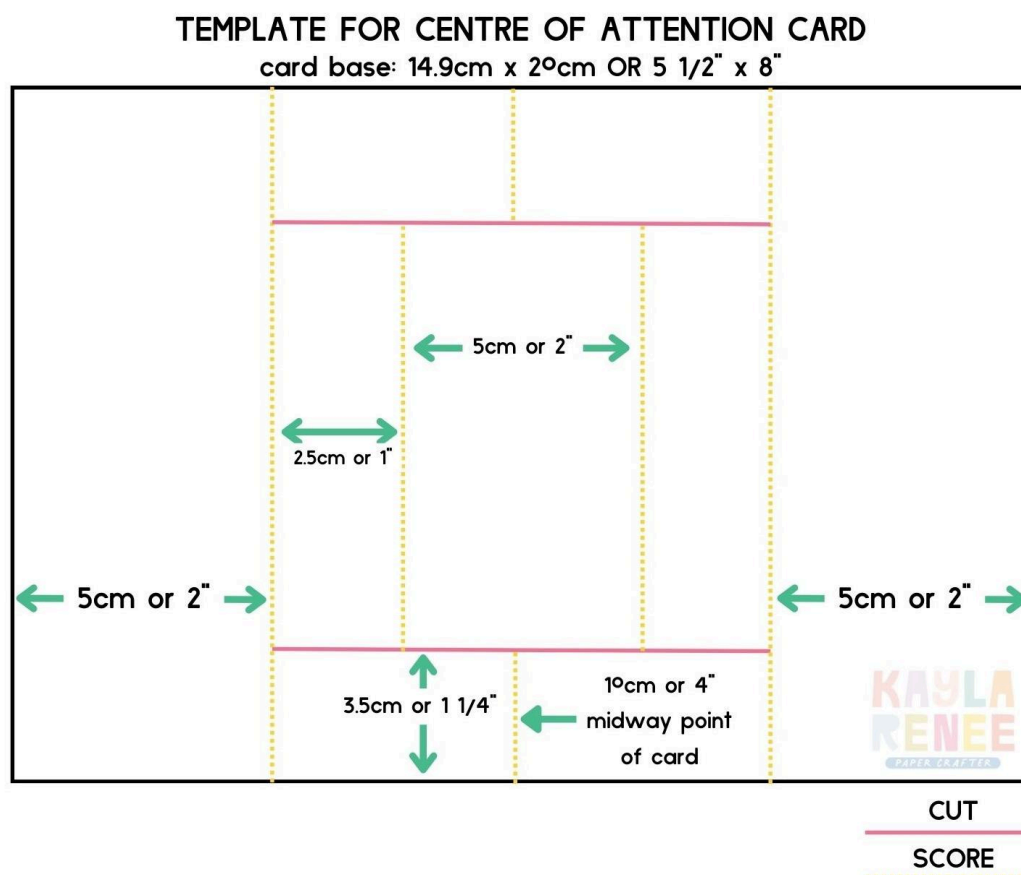 TEMPLATE FOR CENTRE OF ATTENTION CARD
card base: 14.9cm x 20cm OR 5 1/2" x 8"
5cm or 2"
2.5cm or 1"
5cm or 2"
5cm or 2"
3.5cm or 1 1/4"
10cm or 4"
midway point
of card
KAYLA
RENEE
PAPER CRAFTER
CUT
SCORE